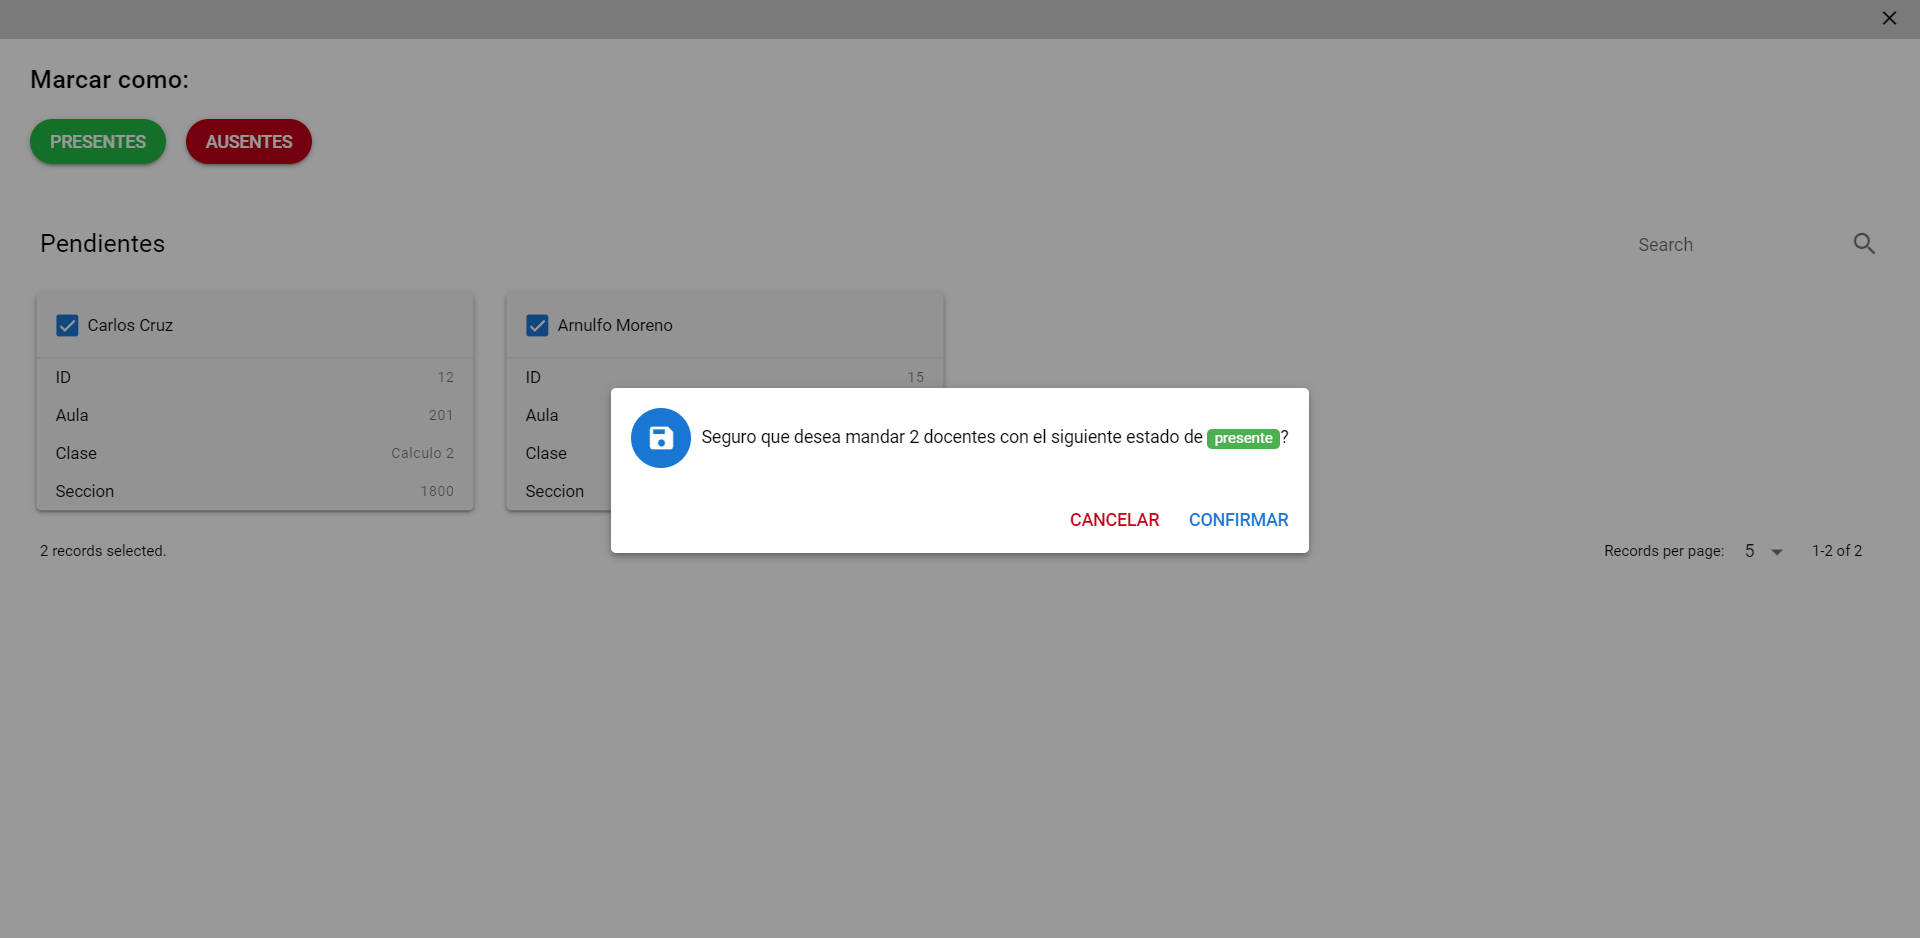 Marcar como:
PRESENTES AUSENTES
Pendientes
Search
Carlos Cruz
ID 12
Aula 201
Clase Calculo 2
Seccion 1800
Arnulfo Moreno
ID 15
Aula
Clase
Seccion
Seguro que desea mandar 2 docentes con el siguiente estado de presente ?
CANCELAR CONFIRMAR
2 records selected.
Records per page: 5 1-2 of 2